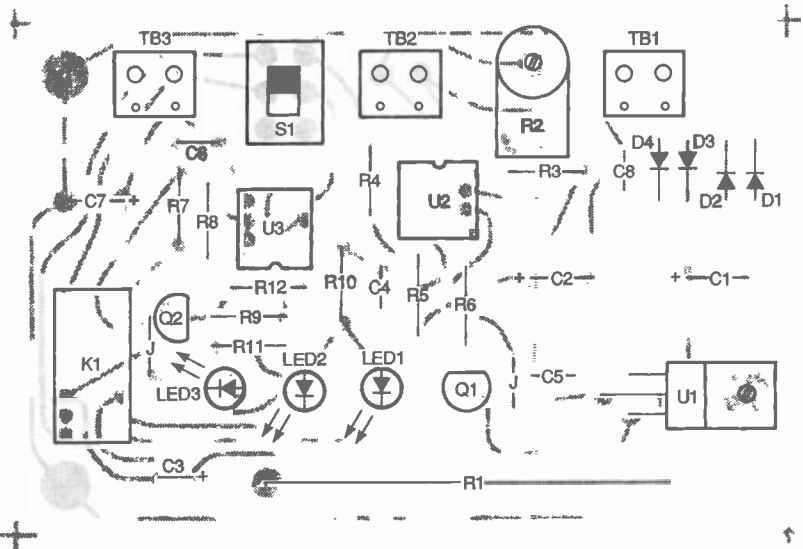 TB3
TB2
TB1
S1
R2
D4
D3
C6
R4
R3
C8
C7
+
R7
R8
U3
U2
D2
D1
R12
R10
C4
R5
R6
+
C2
+
C1
Q2
R9
J
R11
K1
LED2
LED1
LED3
Q1
J
C5
U1
C3
+
R1